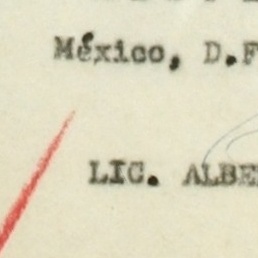 México, D.F
LIC. ALBE